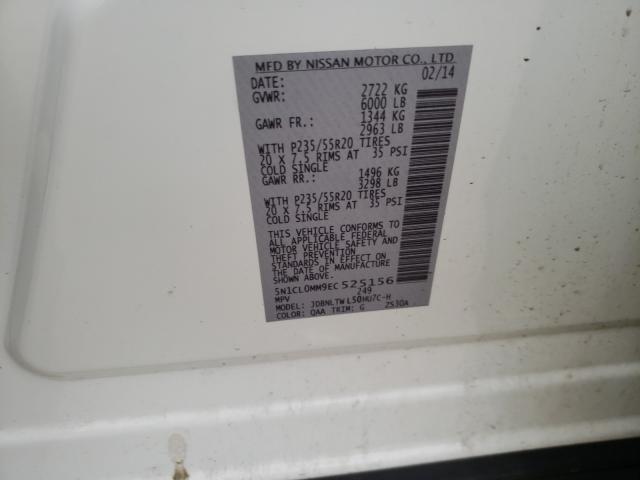 MFD BY NISSAN MOTOR CO., LTD
DATE: 02/14
GVWR: 2722 KG
6000 LB
GAWR FR.: 1344 KG
2963 LB
WITH P235/55R20 TIRES
20 X 7.5 RIMS AT 35 PSI
COLD SINGLE
GAWR RR.: 1496 KG
3298 LB
WITH P235/55R20 TIRES
20 X 7.5 RIMS AT 35 PSI
COLD SINGLE
THIS VEHICLE CONFORMS TO
ALL APPLICABLE FEDERAL
MOTOR VEHICLE SAFETY AND
THEFT PREVENTION
STANDARDS IN EFFECT ON
THE DATE OF MANUFACTURE
SHOWN ABOVE.
5N1CL0MM9EC525156
MPV 249
MODEL: JDBNLTWL50HU7C-H
COLOR: QAA TRIM: G ZS30A